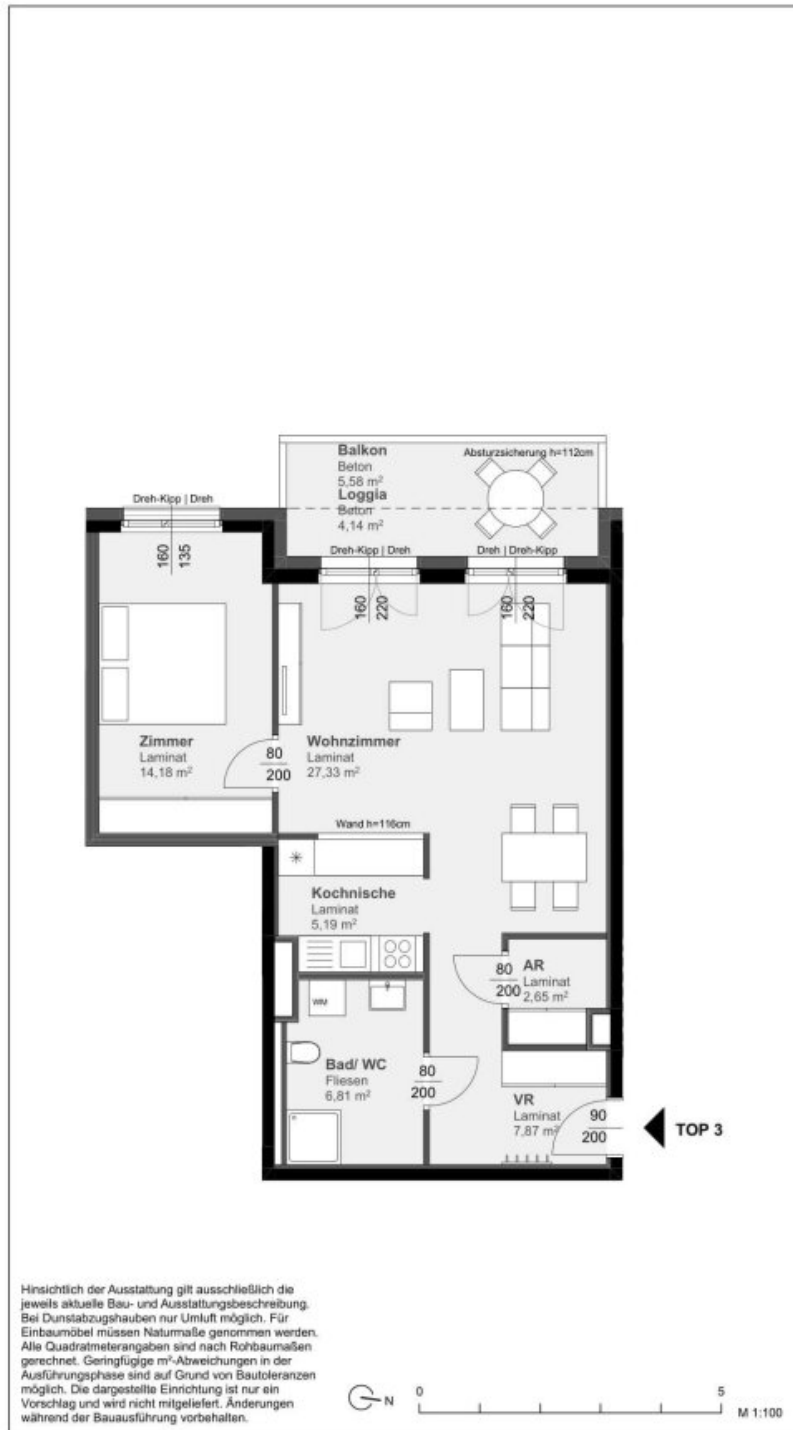 Balkon
Beton
5,58 m²
Loggia
Beton
4,14 m²
Absturzsicherung h=112cm
Dreh-Kipp | Dreh
160
135
Dreh-Kipp | Dreh
160
220
Dreh | Dreh-Kipp
160
220
Zimmer
Laminat
14,18 m²
80
200
Wohnzimmer
Laminat
27,33 m²
Wand h=116cm
Kochnische
Laminat
5,19 m²
80
200
AR
Laminat
2,65 m²
WM
Bad/ WC
Fliesen
6,81 m²
80
200
VR
Laminat
7,87 m²
90
200
TOP 3
Hinsichtlich der Ausstattung gilt ausschließlich die
jeweils aktuelle Bau- und Ausstattungsbeschreibung.
Bei Dunstabzugshauben nur Umluft möglich. Für
Einbaumöbel müssen Naturmaße genommen werden.
Alle Quadratmeterangaben sind nach Rohbaumaßen
gerechnet. Geringfügige m²-Abweichungen in der
Ausführungsphase sind auf Grund von Bautoleranzen
möglich. Die dargestellte Einrichtung ist nur ein
Vorschlag und wird nicht mitgeliefert. Änderungen
während der Bauausführung vorbehalten.
N
0
5
M 1:100